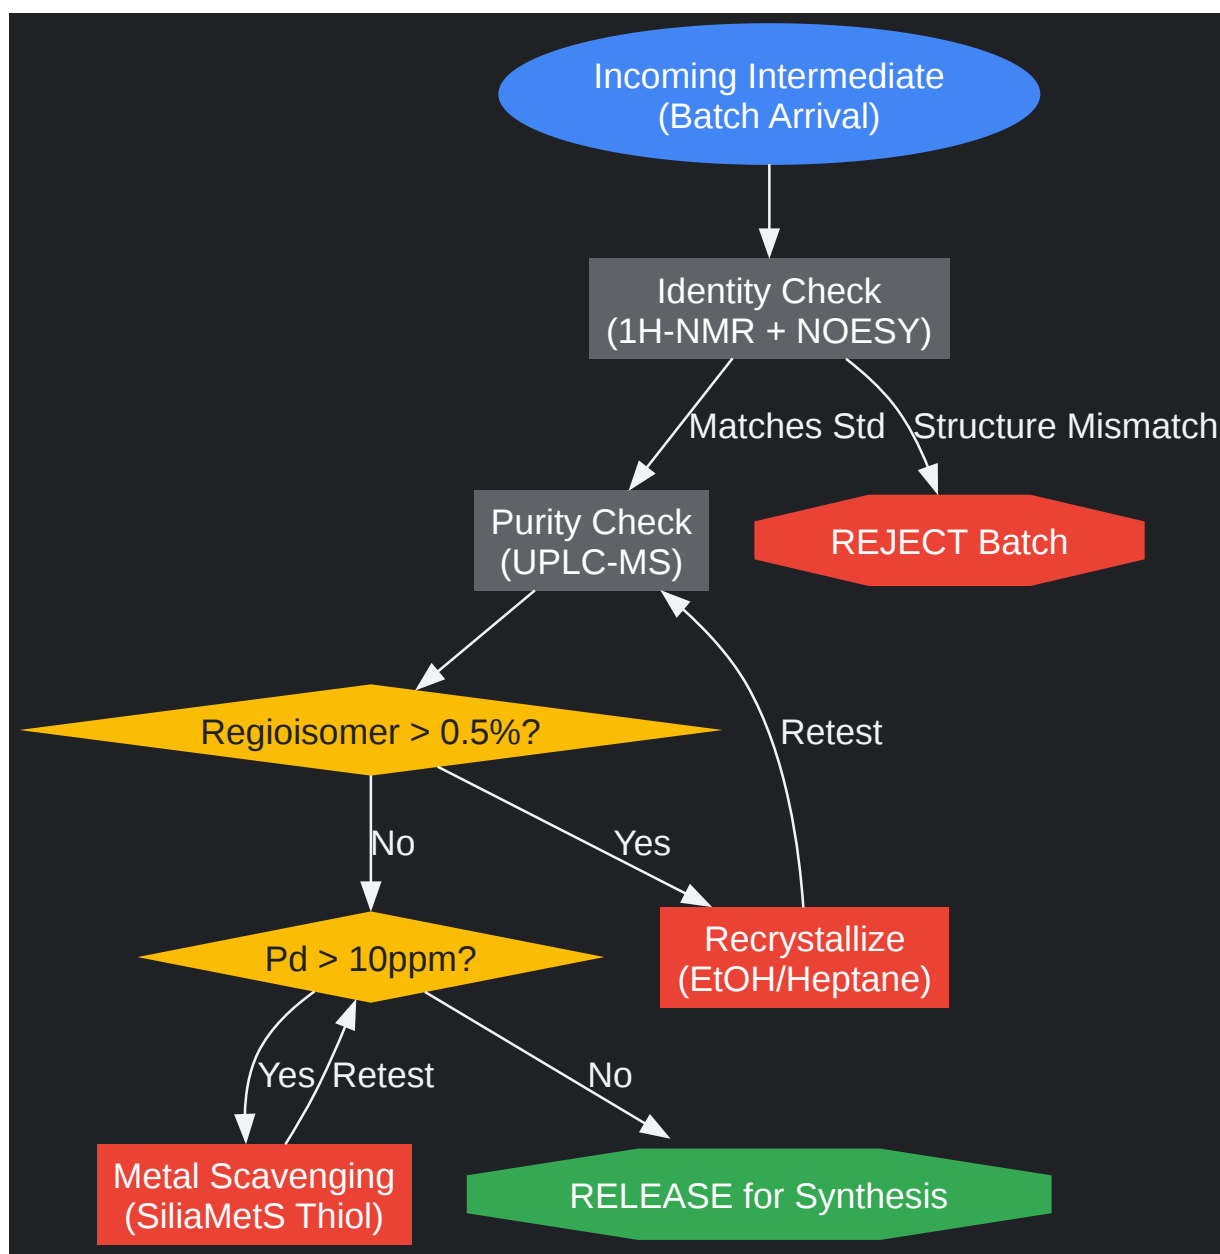 Incoming Intermediate
(Batch Arrival)
Identity Check
(1H-NMR + NOESY)
Matches Std
Structure Mismatch
Purity Check
(UPLC-MS)
REJECT Batch
Regioisomer > 0.5%?
Retest
No
Yes
Recrystallize
(EtOH/Heptane)
Pd > 10ppm?
Yes
Retest
No
Metal Scavenging
(SiliaMetS Thiol)
RELEASE for Synthesis